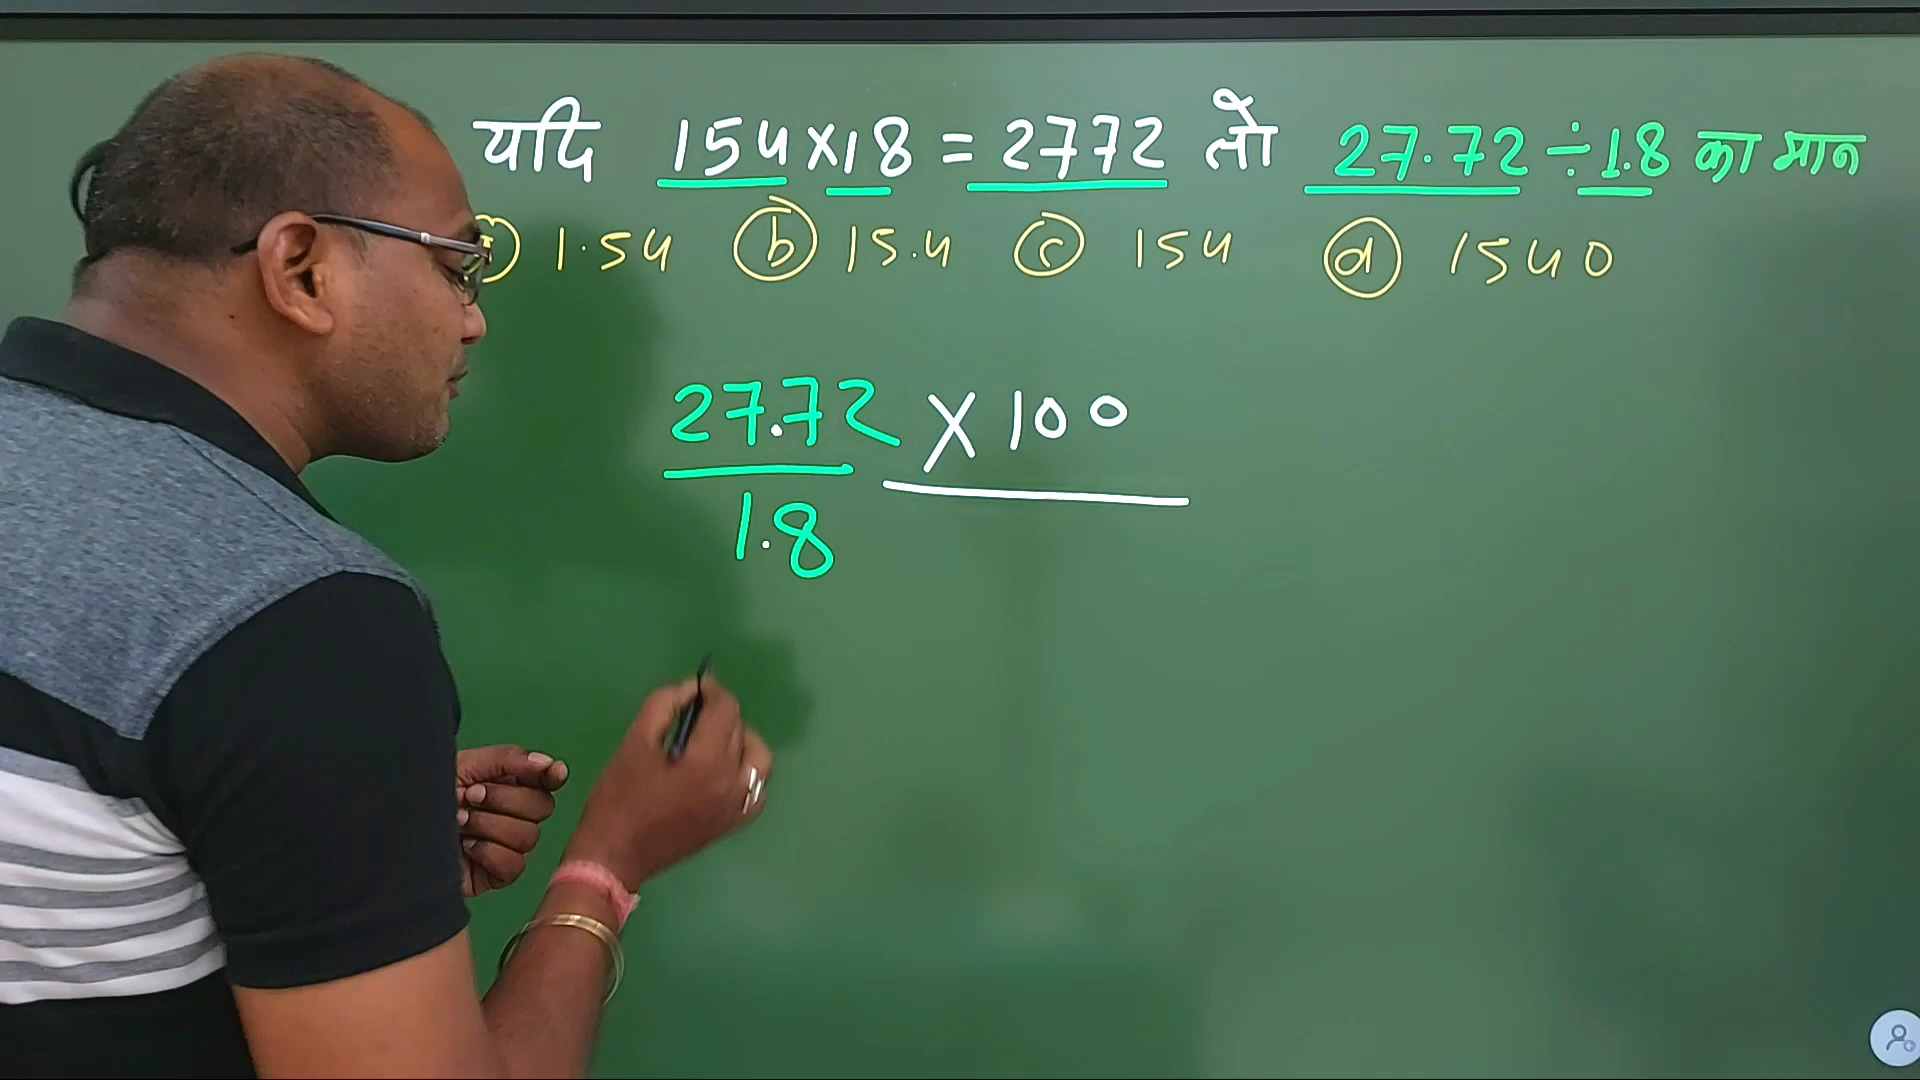 यदि 154×18 = 2772 तो 27.72 ÷ 1.8 का मान
1.54 (b) 15.4 (c) 154 (d) 1540
27.72 × 100
1.8